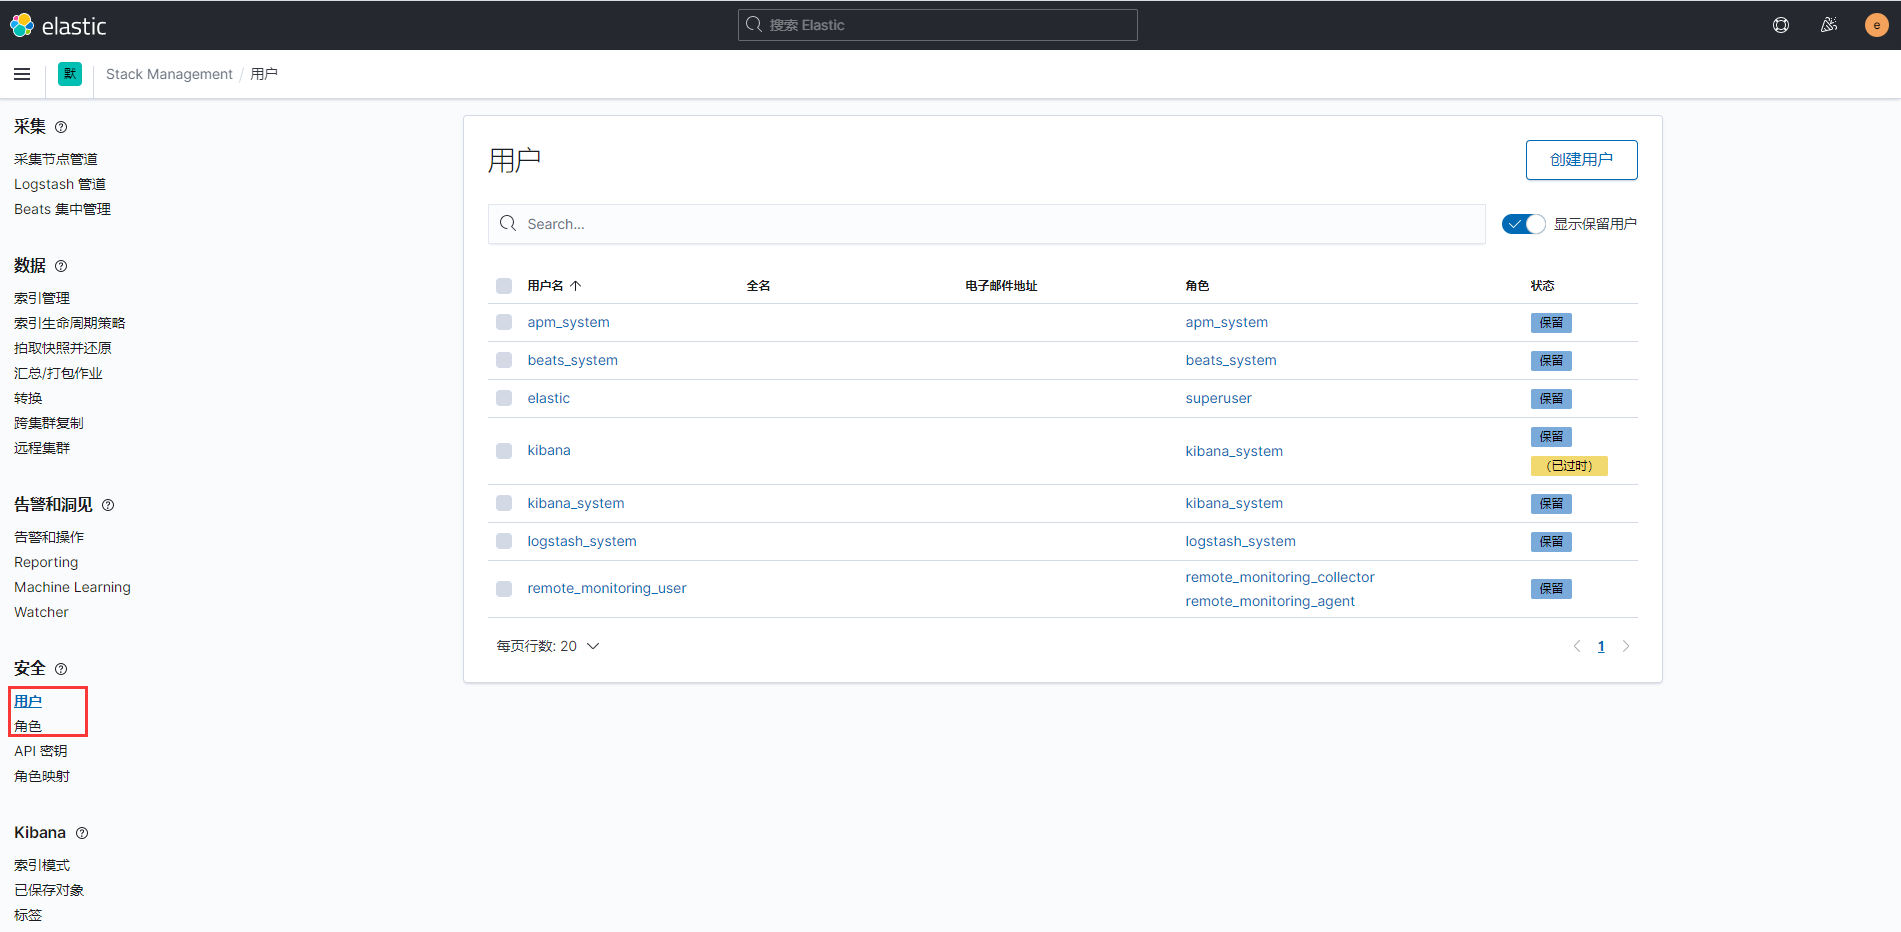 elastic
搜索 Elastic
e
默
Stack Management / 用户
采集
采集节点管道
Logstash 管道
Beats 集中管理
数据
索引管理
索引生命周期策略
拍取快照并还原
汇总/打包作业
转换
跨集群复制
远程集群
告警和洞见
告警和操作
Reporting
Machine Learning
Watcher
安全
用户
角色
API 密钥
角色映射
Kibana
索引模式
已保存对象
标签
用户
创建用户
Search...
显示保留用户
用户名 全名 电子邮件地址 角色 状态
apm_system apm_system 保留
beats_system beats_system 保留
elastic superuser 保留
kibana kibana_system 保留
（已过时）
kibana_system kibana_system 保留
logstash_system logstash_system 保留
remote_monitoring_user remote_monitoring_collector 保留
remote_monitoring_agent
每页行数: 20
1